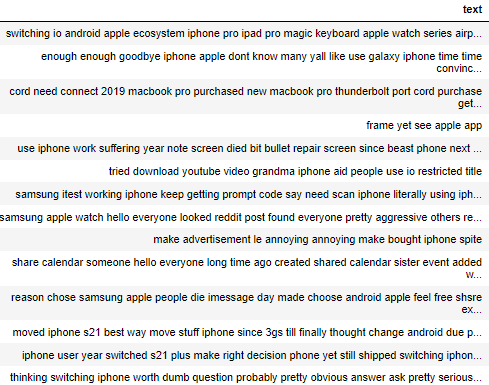 text
switching io android apple ecosystem iphone pro ipad pro magic keyboard apple watch series airp...
enough enough goodbye iphone apple dont know many yall like use galaxy iphone time time
convinc...
cord need connect 2019 macbook pro purchased new macbook pro thunderbolt port cord purchase
get...
frame yet see apple app
use iphone work suffering year note screen died bit bullet repair screen since beast phone next ...
tried download youtube video grandma iphone aid people use io restricted title
samsung itest working iphone keep getting prompt code say need scan iphone literally using iph...
samsung apple watch hello everyone looked reddit post found everyone pretty aggressive others re...
make advertisement le annoying annoying make bought iphone spite
share calendar someone hello everyone long time ago created shared calendar sister event added
w...
reason chose samsung apple people die imessage day made choose android apple feel free shsre
ex...
moved iphone s21 best way move stuff iphone since 3gs till finally thought change android due p...
iphone user year switched s21 plus make right decision phone yet still shipped switching iphon...
thinking switching iphone worth dumb question probably pretty obvious answer ask pretty serious...